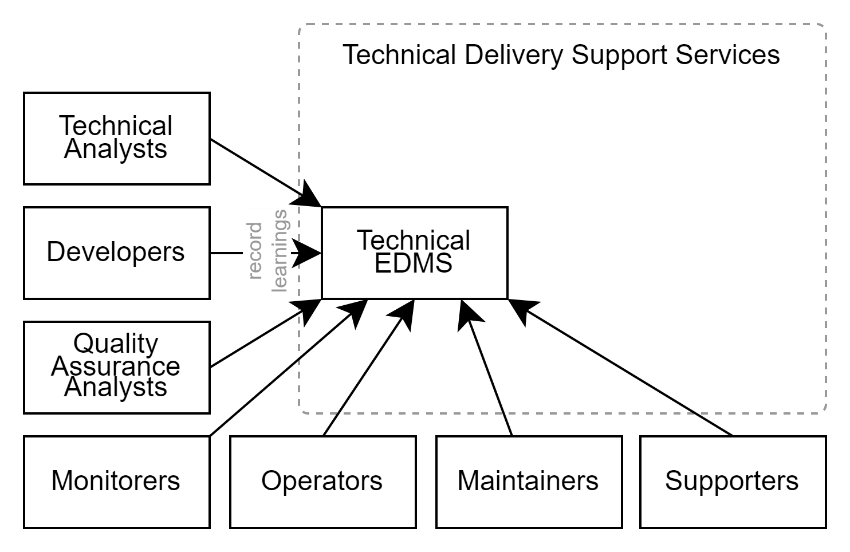 Technical Delivery Support Services
Technical
Analysts
Developers
record
learnings
Technical
EDMS
Quality
Assurance
Analysts
Monitorers
Operators
Maintainers
Supporters